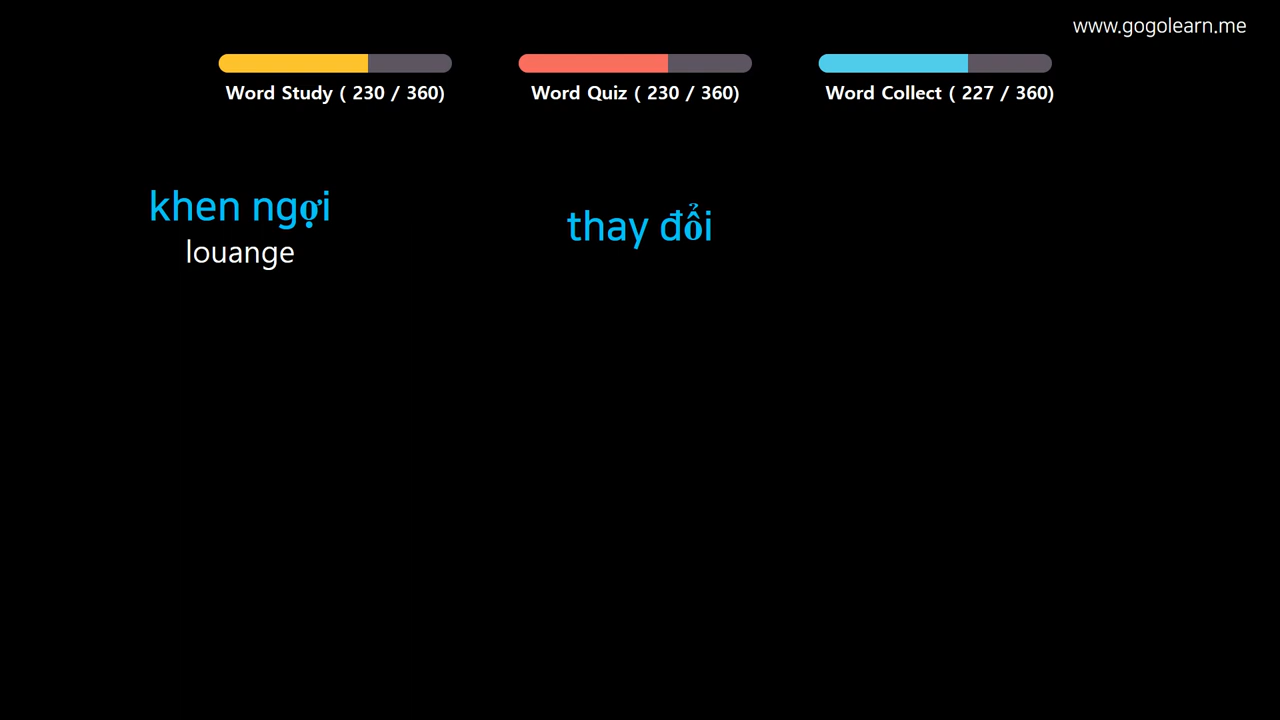 www.gogolearn.me
Word Study ( 230 / 360)
Word Quiz ( 230 / 360)
Word Collect ( 227 / 360)
khen ngợi
louange
thay đổi